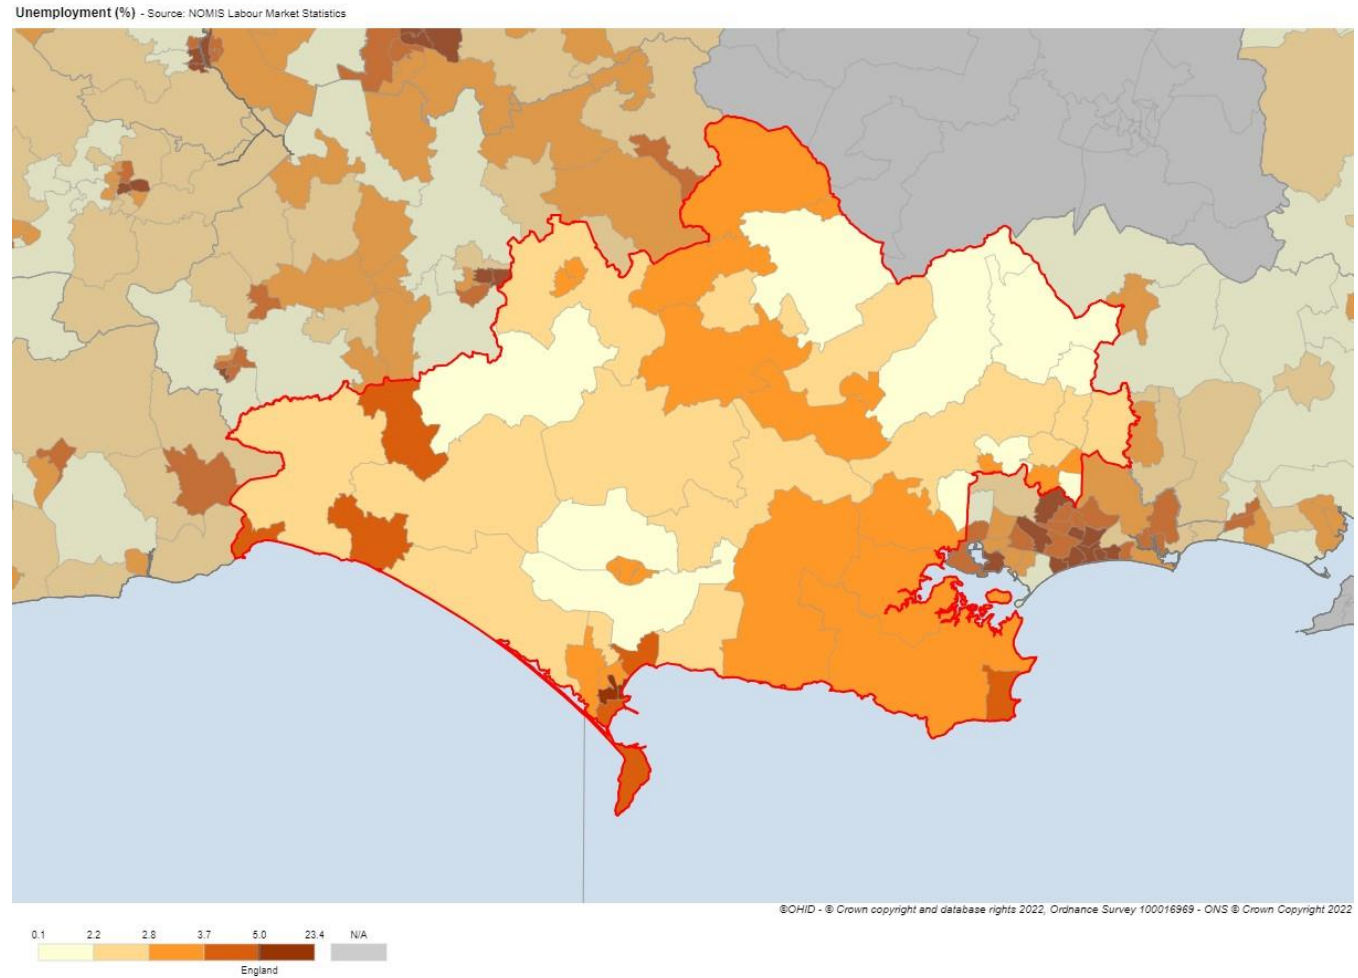 Unemployment (%) - Source: NOMIS Labour Market Statistics
©OHID - © Crown copyright and database rights 2022, Ordnance Survey 100016969 - ONS © Crown Copyright 2022
0.1 2.2 2.8 3.7 5.0 23.4 N/A
England